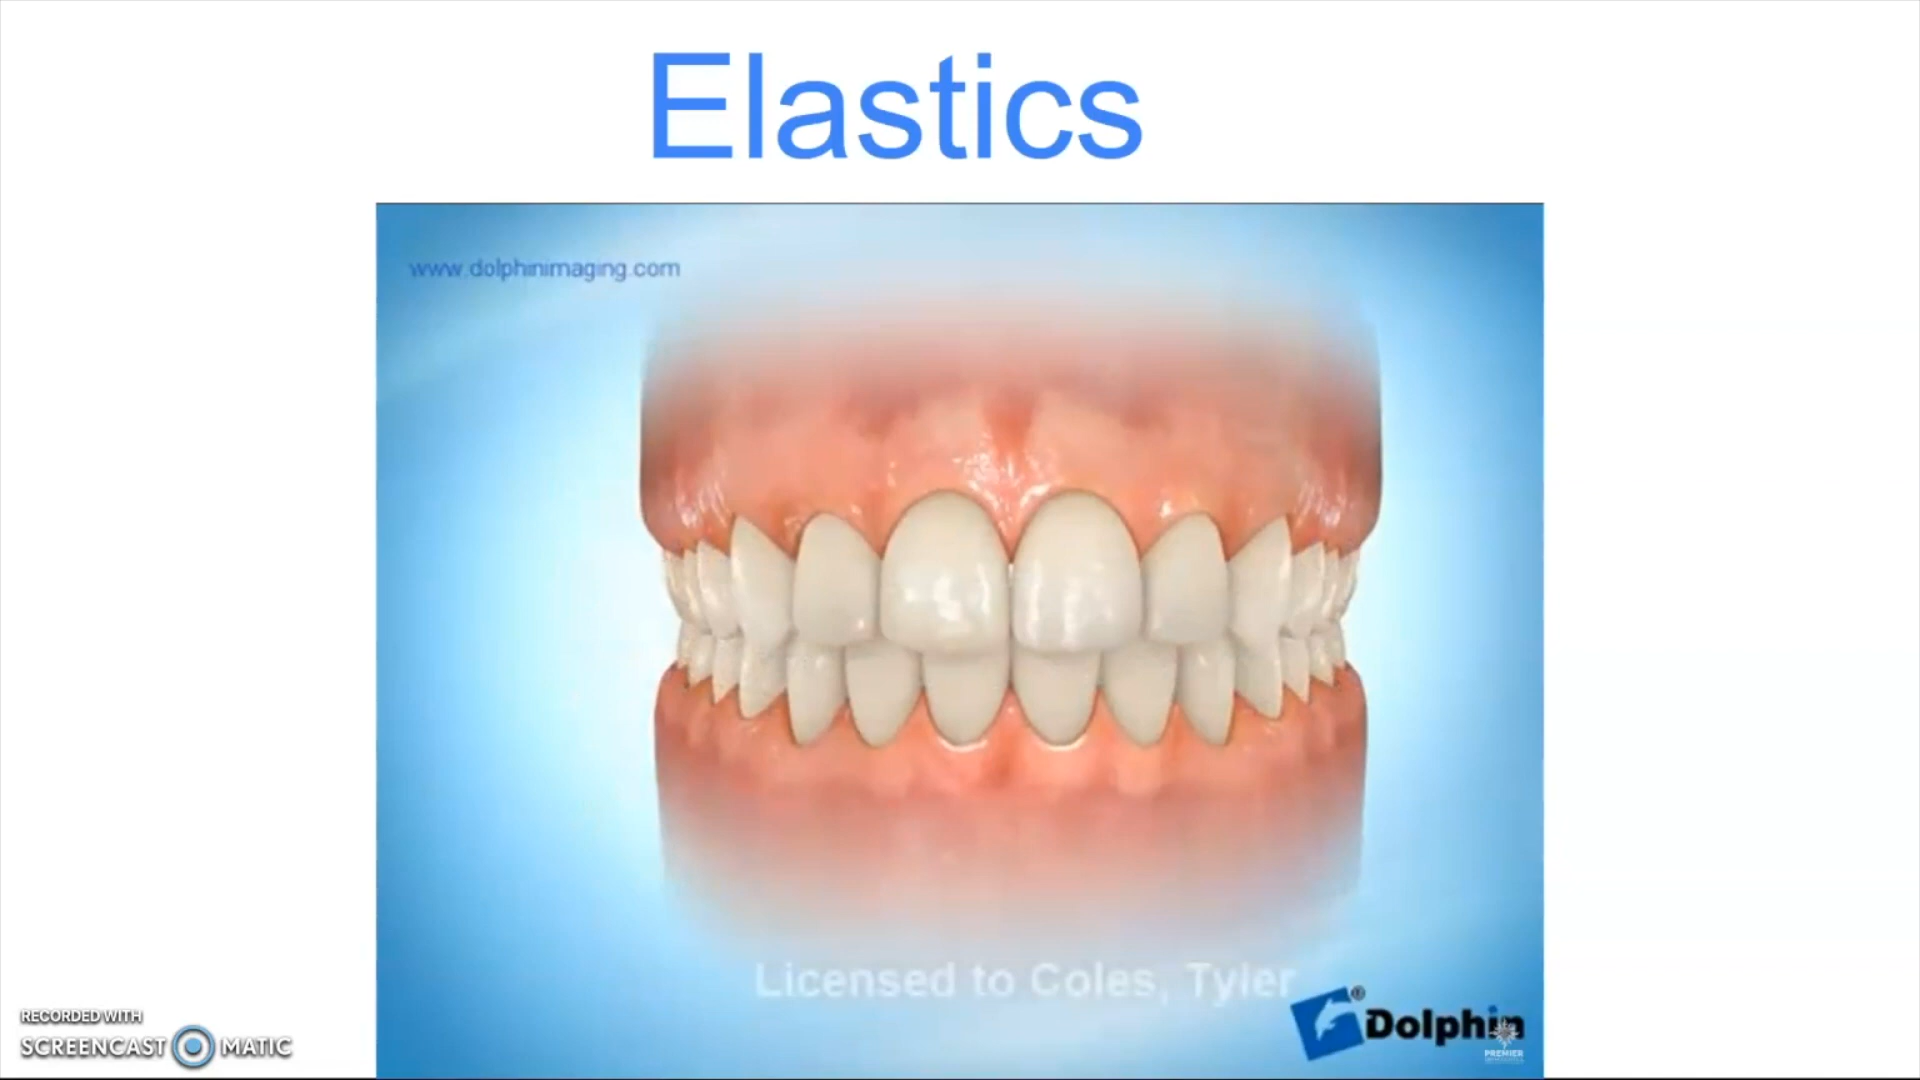 Elastics
www.dolphinimaging.com
Licensed to Coles, Tyler
Dolphin
®
PREMIER
RECORDED WITH
SCREENCAST MATIC